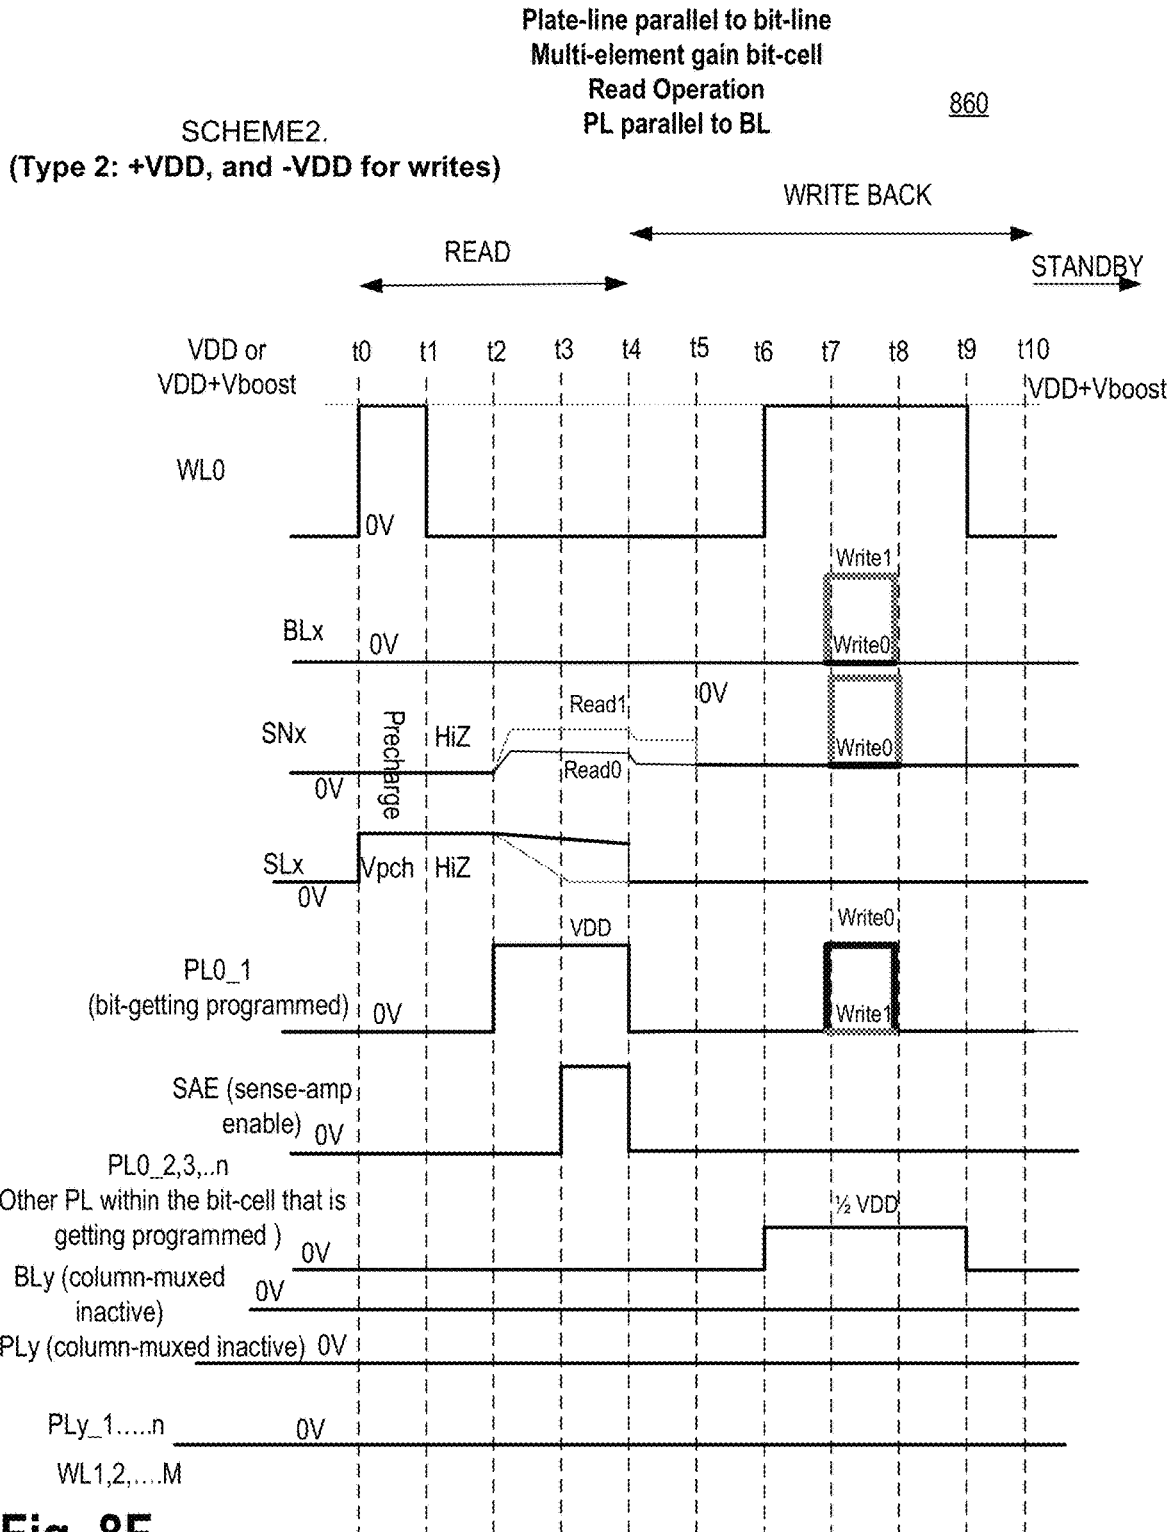 Plate-line parallel to bit-line
Multi-element gain bit-cell
Read Operation
PL parallel to BL
860
SCHEME2.
(Type 2: +VDD, and -VDD for writes)
WRITE BACK
READ
STANDBY
VDD or
VDD+Vboost
t0 t1 t2 t3 t4 t5 t6 t7 t8 t9 t10
VDD+Vboost
WL0
0V
Write1
BLx
0V
Write0
0V
Read1
SNx
Precharge
HiZ
Write0
Read0
0V
SLx
Vpch
HiZ
0V
Write0
VDD
PL0_1
(bit-getting programmed)
0V
Write1
SAE (sense-amp
enable)
0V
PL0_2,3,..n
Other PL within the bit-cell that is
getting programmed )
½ VDD
0V
BLy (column-muxed
inactive)
0V
PLy (column-muxed inactive) 0V
PLy_1.....n
0V
WL1,2,....M